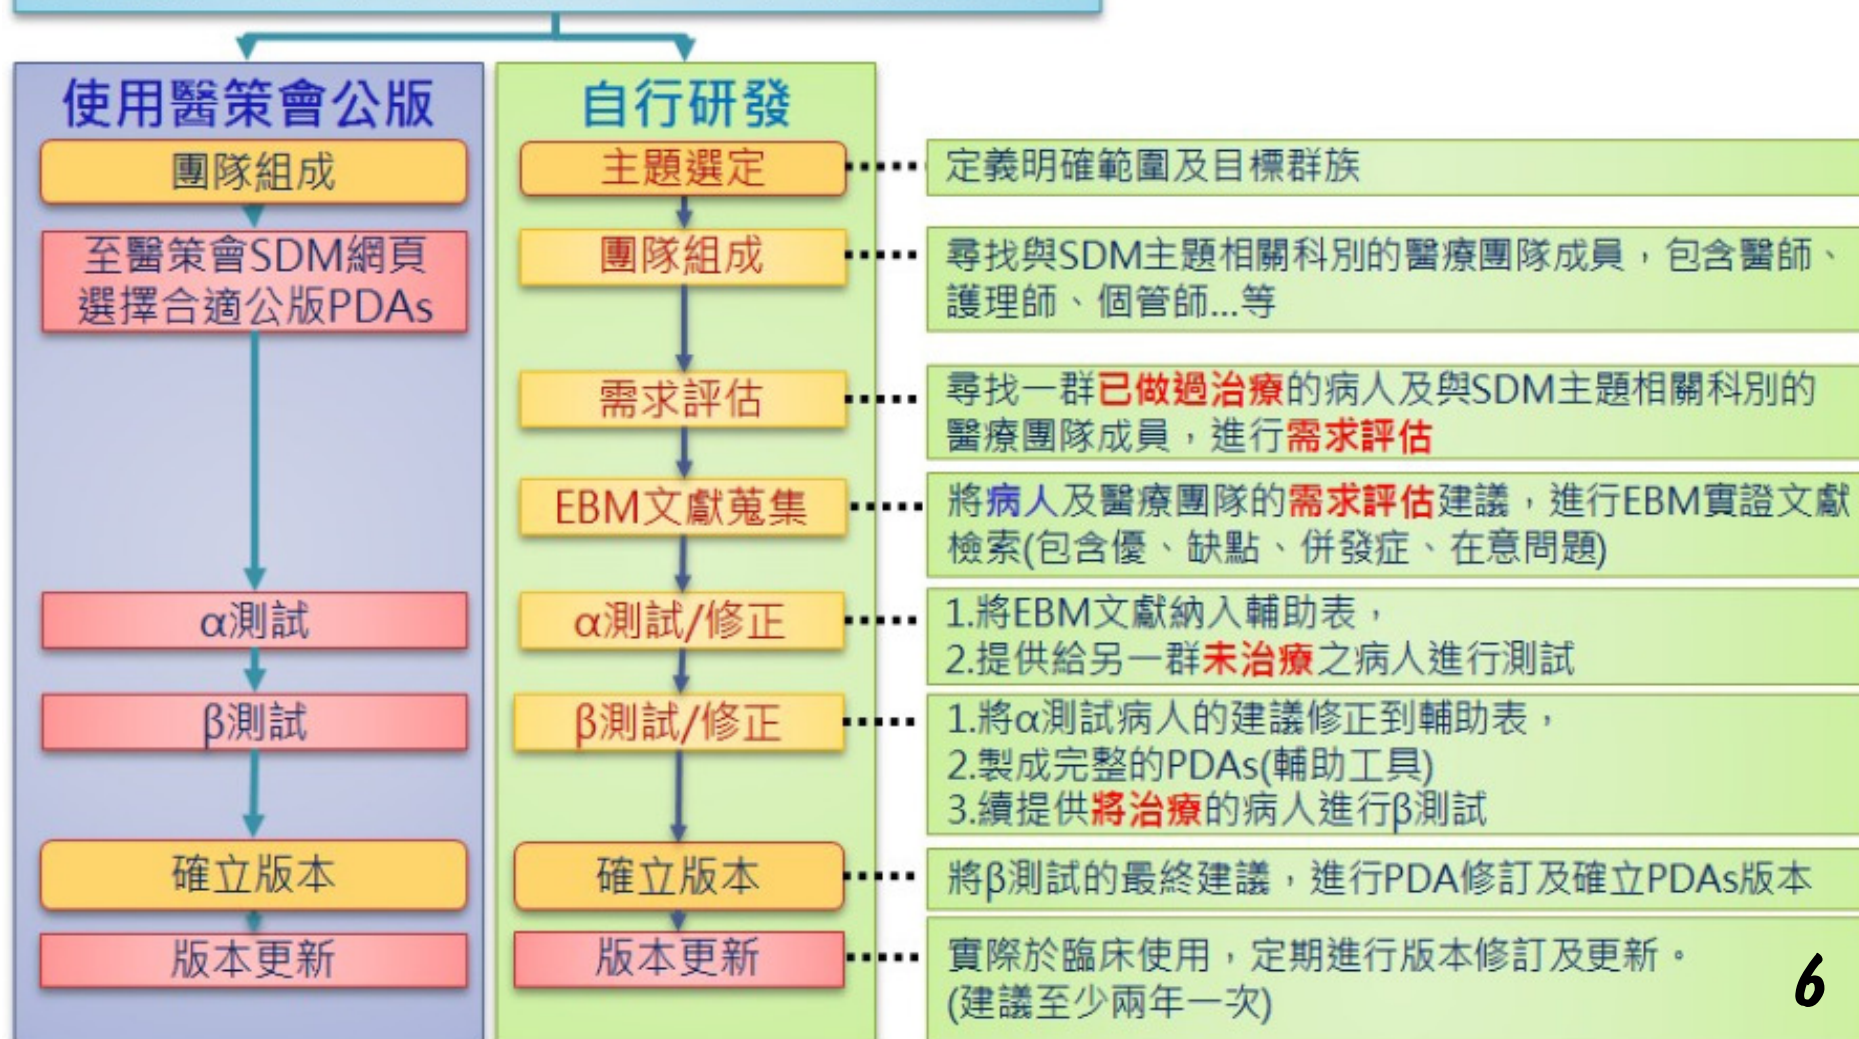 使用醫策會公版
團隊組成
至醫策會SDM網頁
選擇合適公版PDAs
α測試
β測試
確立版本
版本更新
自行研發
主題選定
團隊組成
需求評估
EBM文獻蒐集
α測試/修正
β測試/修正
確立版本
版本更新
定義明確範圍及目標群族
尋找與SDM主題相關科別的醫療團隊成員，包含醫師、
護理師、個管師...等
尋找一群已做過治療的病人及與SDM主題相關科別的
醫療團隊成員，進行需求評估
將病人及醫療團隊的需求評估建議，進行EBM實證文獻
檢索(包含優、缺點、併發症、在意問題)
1.將EBM文獻納入輔助表，
2.提供給另一群未治療之病人進行測試
1.將α測試病人的建議修正到輔助表，
2.製成完整的PDAs(輔助工具)
3.續提供將治療的病人進行β測試
將β測試的最終建議，進行PDA修訂及確立PDAs版本
實際於臨床使用，定期進行版本修訂及更新。
(建議至少兩年一次)
6